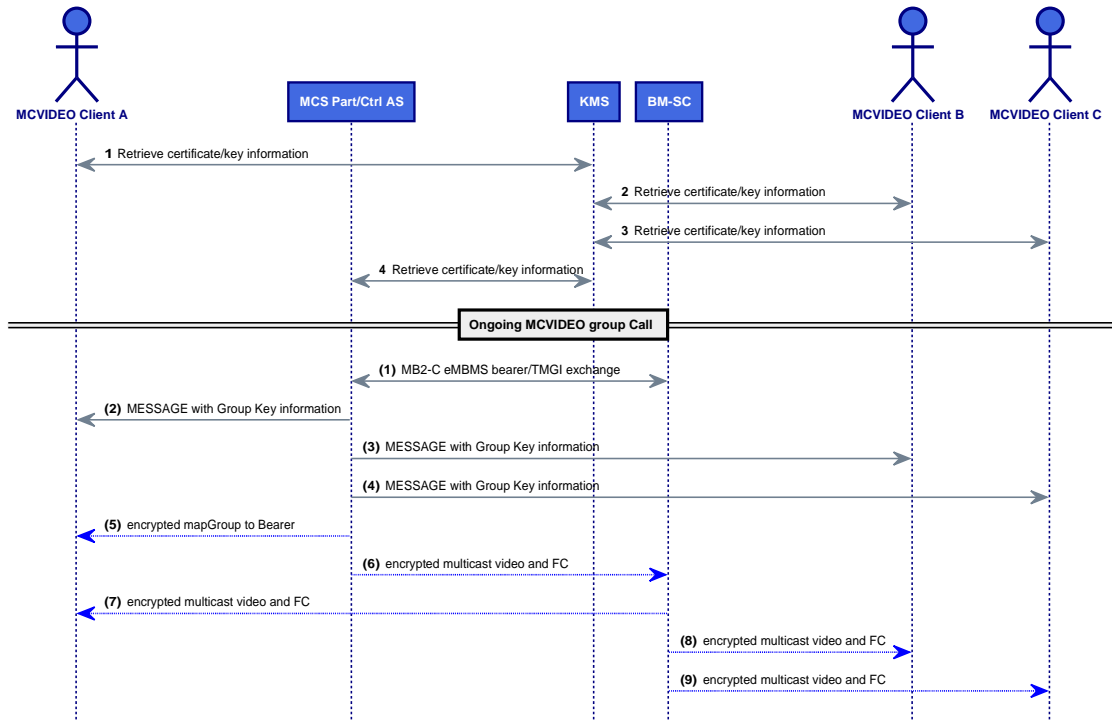 MCVIDEO Client A
MCS Part/Ctrl AS
KMS
BM-SC
MCVIDEO Client B
MCVIDEO Client C
1 Retrieve certificate/key information
2 Retrieve certificate/key information
3 Retrieve certificate/key information
4 Retrieve certificate/key information
Ongoing MCVIDEO group Call
(1) MB2-C eMBMS bearer/TMGI exchange
(2) MESSAGE with Group Key information
(3) MESSAGE with Group Key information
(4) MESSAGE with Group Key information
(5) encrypted mapGroup to Bearer
(6) encrypted multicast video and FC
(7) encrypted multicast video and FC
(8) encrypted multicast video and FC
(9) encrypted multicast video and FC